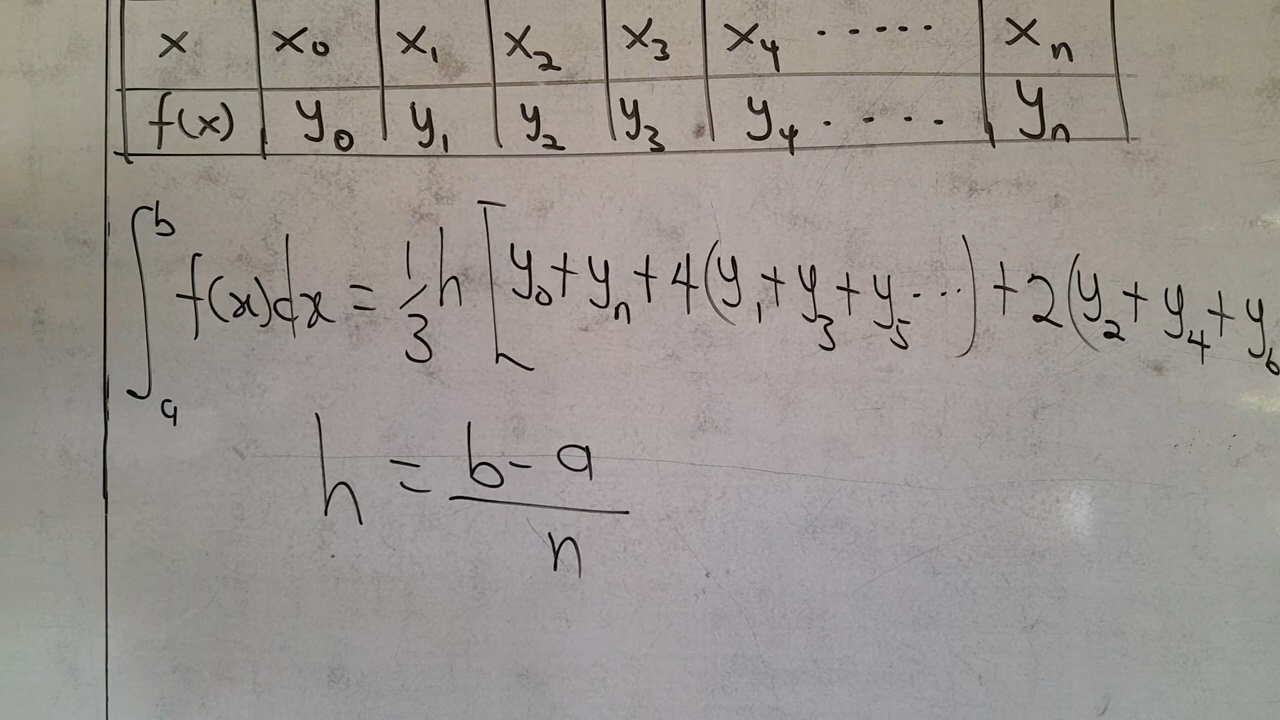 x x₀ x₁ x₂ x₃ x₄ ...... xₙ
f(x) y₀ y₁ y₂ y₃ y₄ ..... yₙ
∫ₐᵇ f(x)dx = 1/3 h [y₀ + yₙ + 4(y₁ + y₃ + y₅ ...) + 2(y₂ + y₄ + y₆
h = (b - a)/n